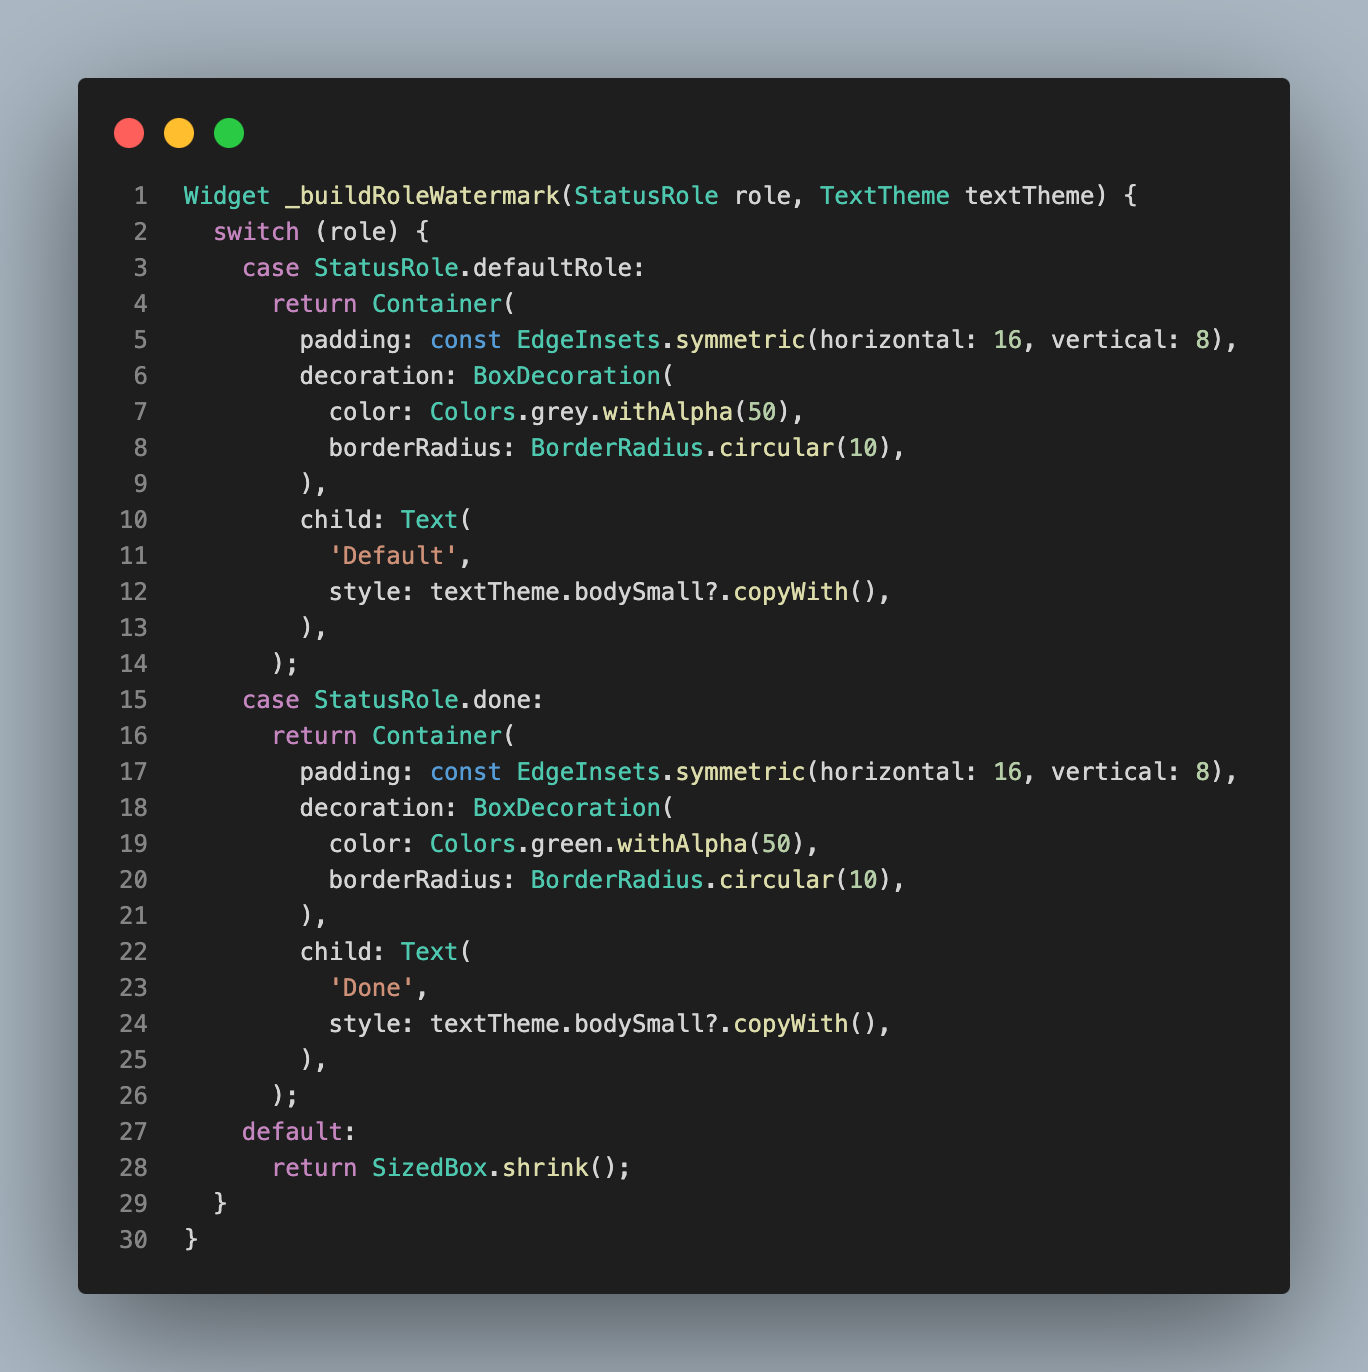 1 Widget _buildRoleWatermark(StatusRole role, TextTheme textTheme) {
2   switch (role) {
3     case StatusRole.defaultRole:
4       return Container(
5         padding: const EdgeInsets.symmetric(horizontal: 16, vertical: 8),
6         decoration: BoxDecoration(
7           color: Colors.grey.withAlpha(50),
8           borderRadius: BorderRadius.circular(10),
9         ),
10         child: Text(
11           'Default',
12           style: textTheme.bodySmall?.copyWith(),
13         ),
14       );
15     case StatusRole.done:
16       return Container(
17         padding: const EdgeInsets.symmetric(horizontal: 16, vertical: 8),
18         decoration: BoxDecoration(
19           color: Colors.green.withAlpha(50),
20           borderRadius: BorderRadius.circular(10),
21         ),
22         child: Text(
23           'Done',
24           style: textTheme.bodySmall?.copyWith(),
25         ),
26       );
27     default:
28       return SizedBox.shrink();
29   }
30 }